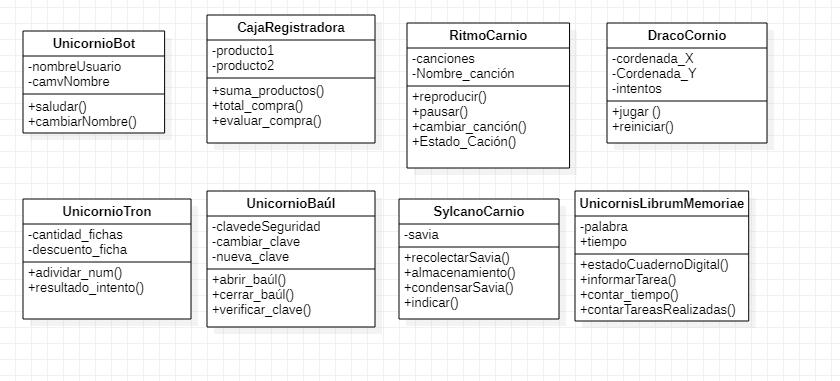 UnicornioBot
-nombreUsuario
-camvNombre
+saludar()
+cambiarNombre()
CajaRegistradora
-producto1
-producto2
+suma_productos()
+total_compra()
+evaluar_compra()
RitmoCarnio
-canciones
-Nombre_canción
+reproducir()
+pausar()
+cambiar_canción()
+Estado_Cación()
DracoCornio
-cordenada_X
-Cordenada_Y
-intentos
+jugar ()
+reiniciar()
UnicornioTron
-cantidad_fichas
-descuento_ficha
+adividar_num()
+resultado_intento()
UnicornioBaúl
-clavedeSeguridad
-cambiar_clave
-nueva_clave
+abrir_baúl()
+cerrar_baúl()
+verificar_clave()
SylcanoCarnio
-savia
+recolectarSavia()
+almacenamiento()
+condensarSavia()
+indicar()
UnicornisLibrumMemoriae
-palabra
+tiempo
+estadoCuadernoDigital()
+informarTarea()
+contar_tiempo()
+contarTareasRealizadas()